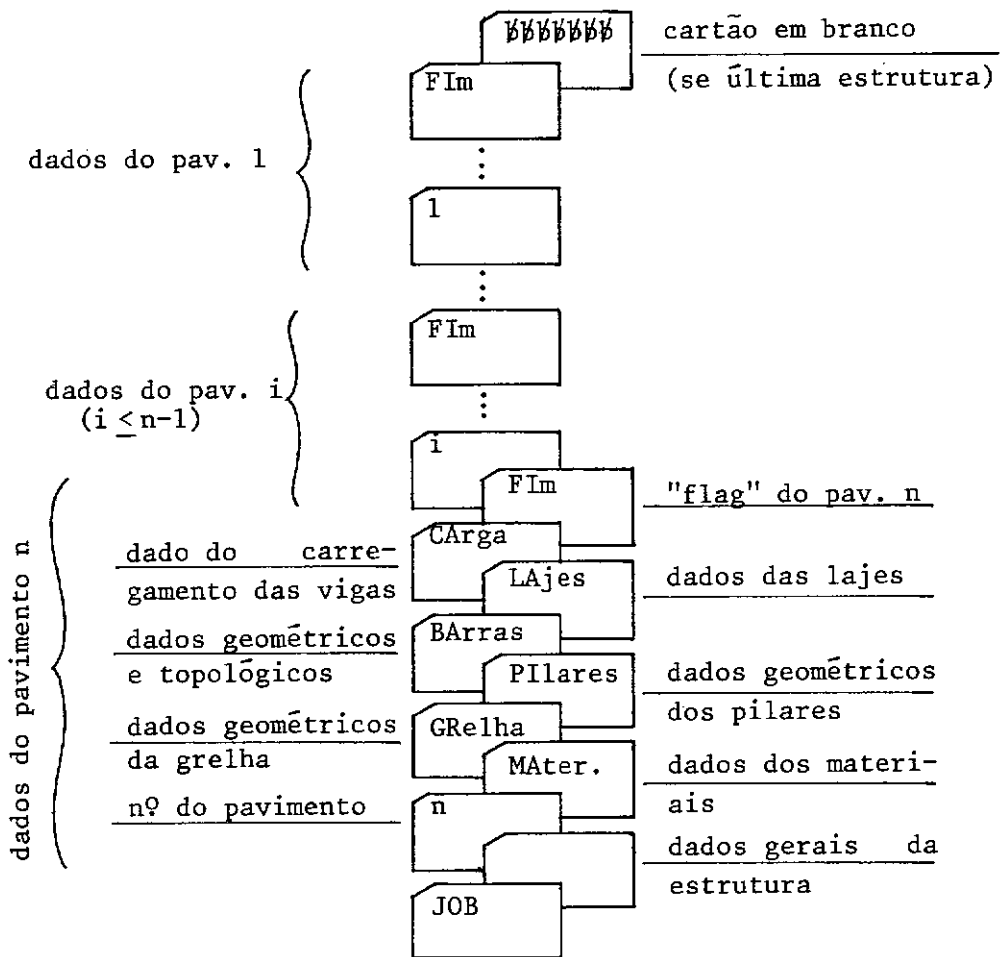 ƀƀƀƀƀƀƀ
cartão em branco
(se última estrutura)
FIm
dados do pav. 1
1
FIm
dados do pav. i
(i ≤ n-1)
i
FIm
"flag" do pav. n
CArga
dado do carre-
gamento das vigas
LAjes
dados das lajes
BArras
dados geométricos
e topológicos
PIlares
dados geométricos
dos pilares
GRelha
dados geométricos
da grelha
MAter.
dados dos materi-
ais
n
nº do pavimento
dados gerais da
estrutura
JOB
dados do pavimento n